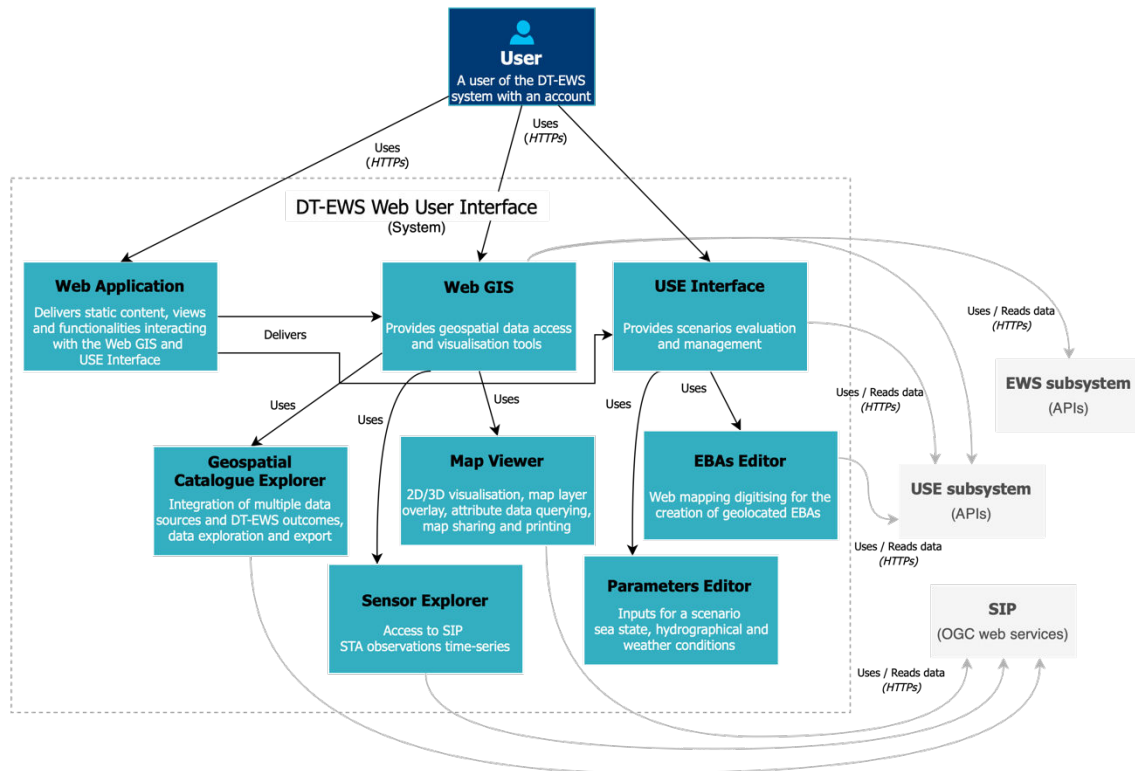 User
A user of the DT-EWS
system with an account
Uses
(HTTPs)
Uses
(HTTPs)
Uses
(HTTPs)
DT-EWS Web User Interface
(System)
Web Application
Delivers static content, views
and functionalities interacting
with the Web GIS and
USE Interface
Web GIS
Provides geospatial data access
and visualisation tools
USE Interface
Provides scenarios evaluation
and management
Delivers
Uses / Reads data
(HTTPs)
EWS subsystem
(APIs)
Uses
Uses
Uses
Uses
Uses
Uses / Reads data
(HTTPs)
Geospatial
Catalogue Explorer
Integration of multiple data
sources and DT-EWS outcomes,
data exploration and export
Map Viewer
2D/3D visualisation, map layer
overlay, attribute data querying,
map sharing and printing
EBAs Editor
Web mapping digitising for the
creation of geolocated EBAs
USE subsystem
(APIs)
Uses / Reads data
(HTTPs)
Sensor Explorer
Access to SIP
STA observations time-series
Parameters Editor
Inputs for a scenario
sea state, hydrographical and
weather conditions
SIP
(OGC web services)
Uses / Reads data
(HTTPs)